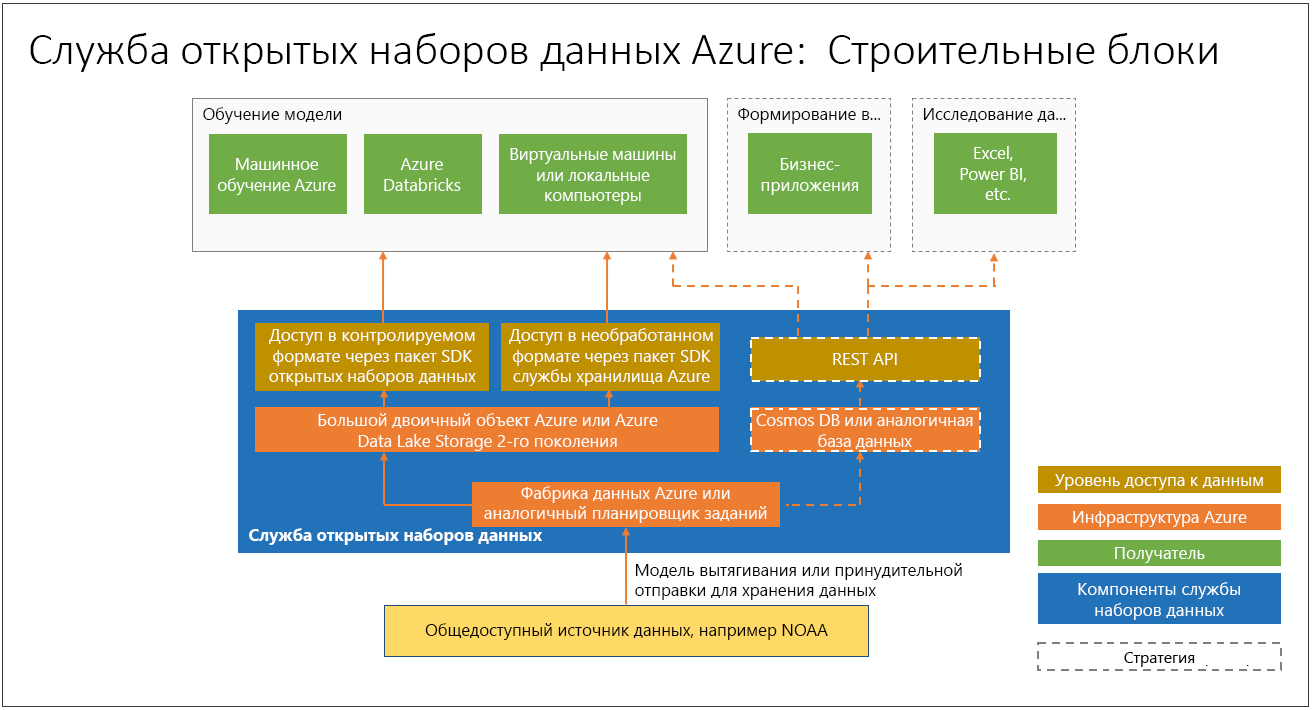 Служба открытых наборов данных Azure: Строительные блоки
Обучение модели
Машинное
обучение Azure
Azure
Databricks
Виртуальные машины
или локальные
компьютеры
Формирование в...
Бизнес-
приложения
Исследование да...
Excel,
Power BI,
etc.
Доступ в контролируемом
формате через пакет SDK
открытых наборов данных
Доступ в необработанном
формате через пакет SDK
службы хранилища Azure
REST API
Большой двоичный объект Azure или Azure
Data Lake Storage 2-го поколения
Cosmos DB или аналогичная
база данных
Фабрика данных Azure или
аналогичный планировщик заданий
Служба открытых наборов данных
Модель вытягивания или принудительной
отправки для хранения данных
Общедоступный источник данных, например NOAA
Уровень доступа к данным
Инфраструктура Azure
Получатель
Компоненты службы
наборов данных
Стратегия